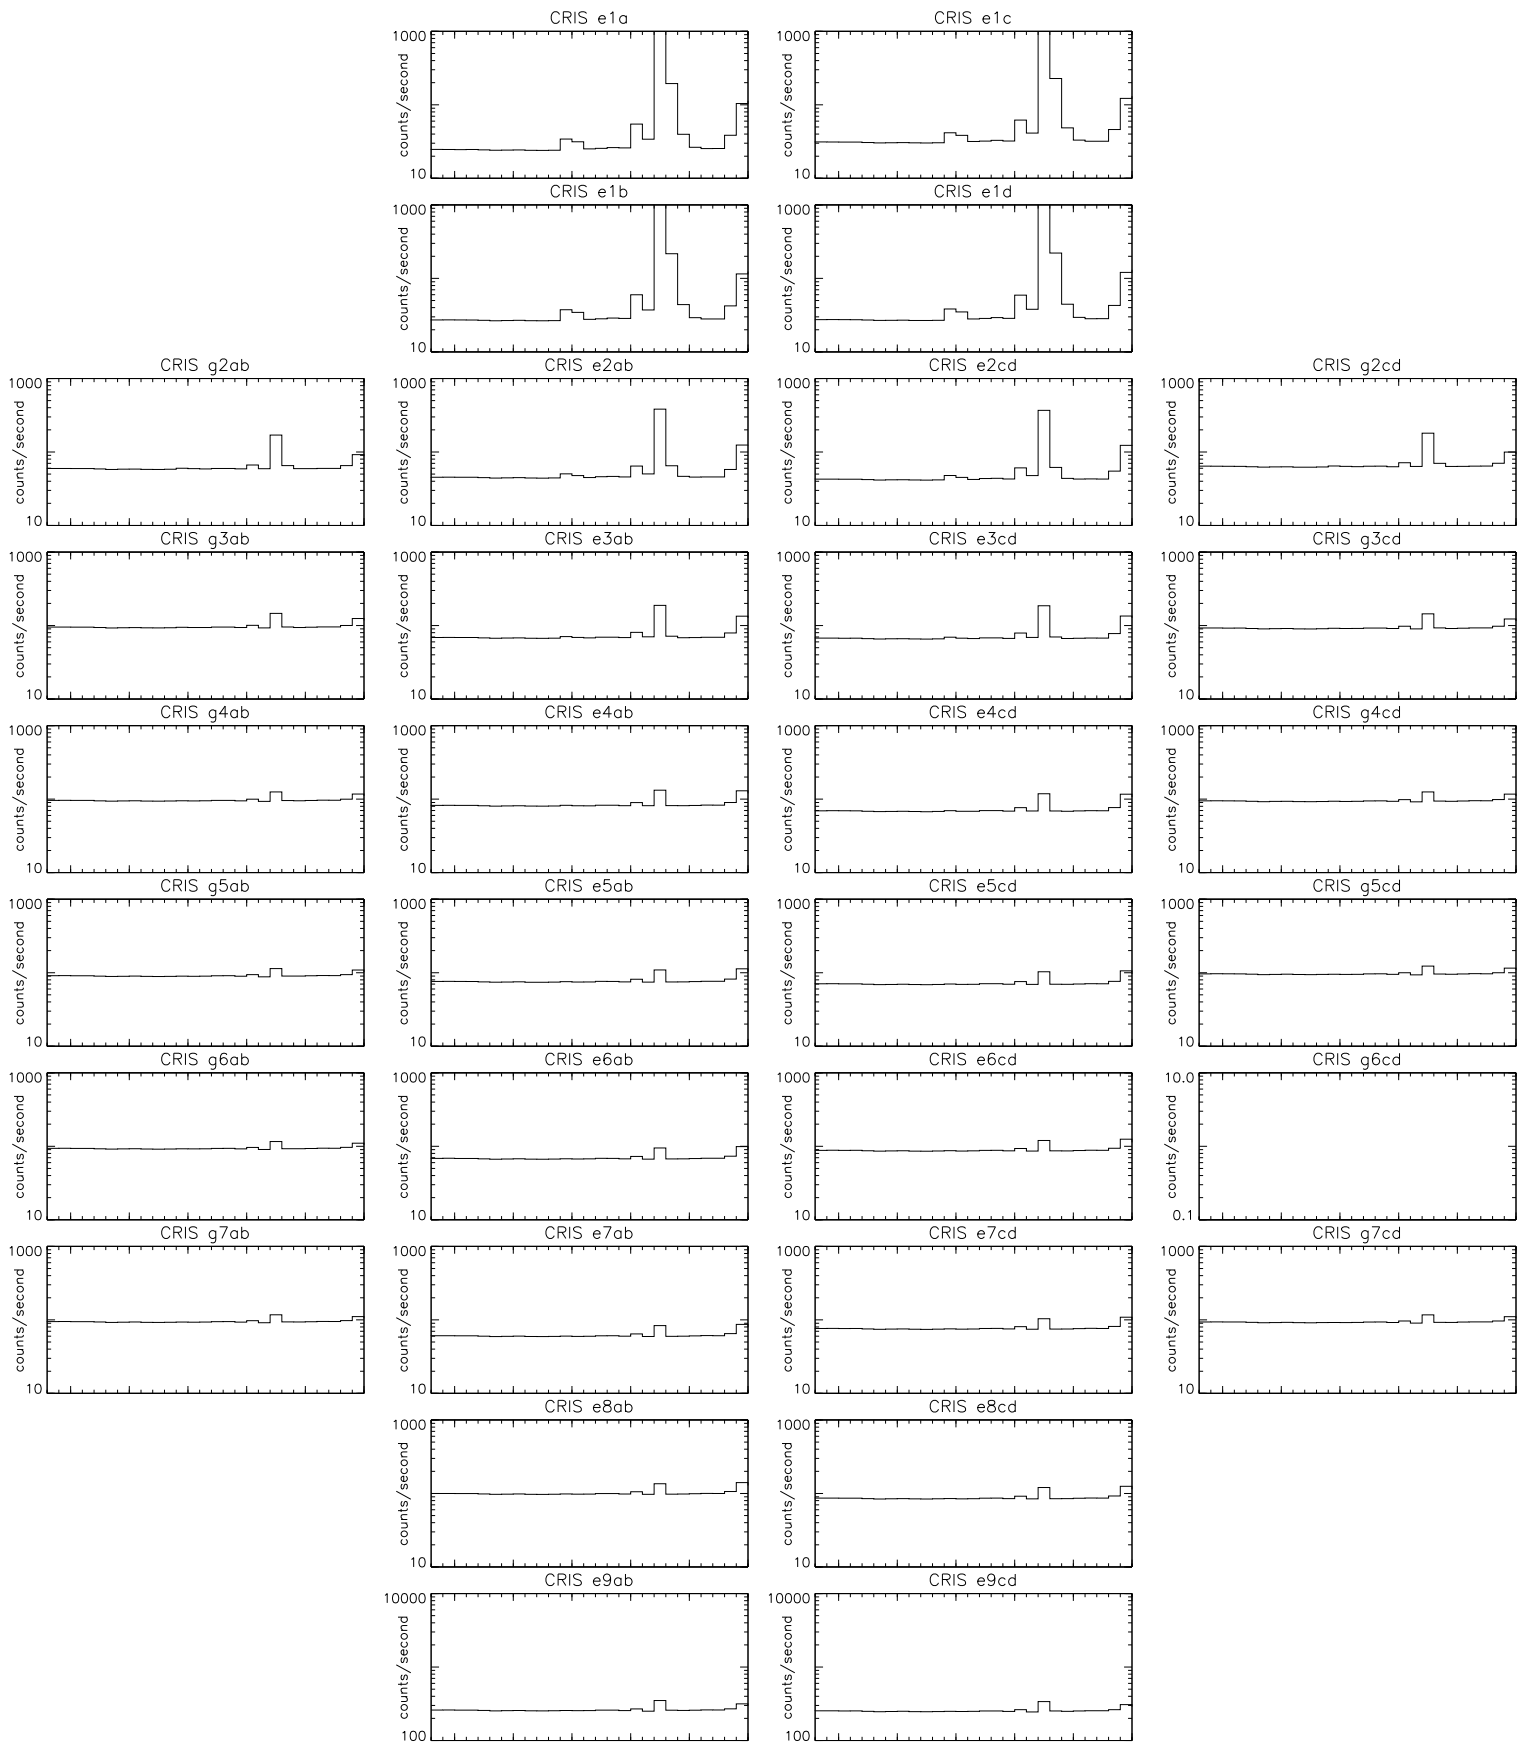 CRIS e1a
1000
counts/second
10
CRIS e1c
1000
counts/second
10
CRIS e1b
1000
counts/second
10
CRIS e1d
1000
counts/second
10
CRIS g2ab
1000
counts/second
10
CRIS e2ab
1000
counts/second
10
CRIS e2cd
1000
counts/second
10
CRIS g2cd
1000
counts/second
10
CRIS g3ab
1000
counts/second
10
CRIS e3ab
1000
counts/second
10
CRIS e3cd
1000
counts/second
10
CRIS g3cd
1000
counts/second
10
CRIS g4ab
1000
counts/second
10
CRIS e4ab
1000
counts/second
10
CRIS e4cd
1000
counts/second
10
CRIS g4cd
1000
counts/second
10
CRIS g5ab
1000
counts/second
10
CRIS e5ab
1000
counts/second
10
CRIS e5cd
1000
counts/second
10
CRIS g5cd
1000
counts/second
10
CRIS g6ab
1000
counts/second
10
CRIS e6ab
1000
counts/second
10
CRIS e6cd
1000
counts/second
10
CRIS g6cd
10.0
counts/second
0.1
CRIS g7ab
1000
counts/second
10
CRIS e7ab
1000
counts/second
10
CRIS e7cd
1000
counts/second
10
CRIS g7cd
1000
counts/second
10
CRIS e8ab
1000
counts/second
10
CRIS e8cd
1000
counts/second
10
CRIS e9ab
10000
counts/second
100
CRIS e9cd
10000
counts/second
100